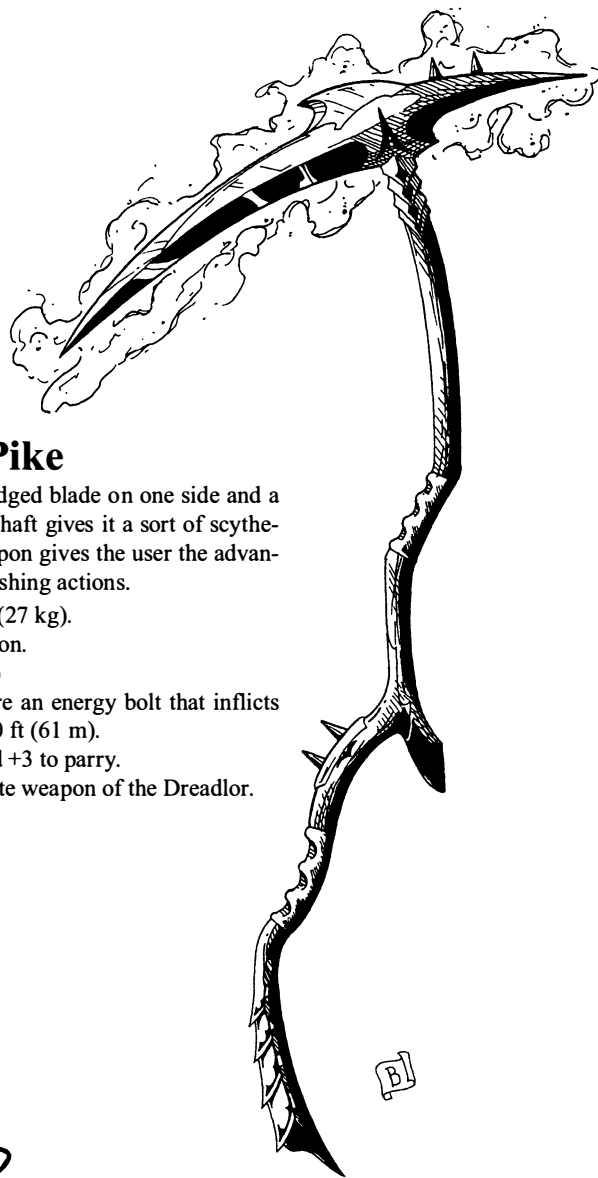 Pike
dged blade on one side and a
haft gives it a sort of scythe-
pon gives the user the advan-
shing actions.
(27 kg).
on.
)
re an energy bolt that inflicts
0 ft (61 m).
d +3 to parry.
te weapon of the Dreadlor.
B